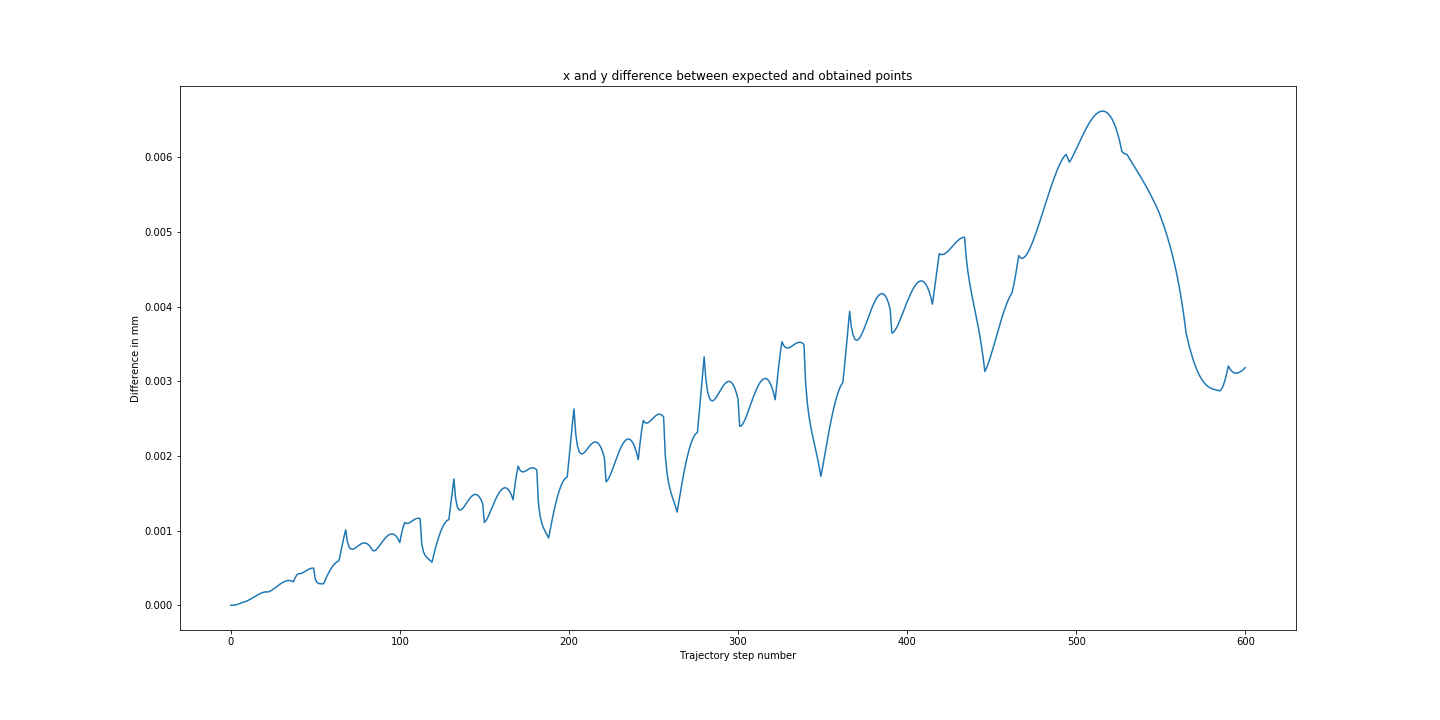 x and y difference between expected and obtained points
Difference in mm
0.006
0.005
0.004
0.003
0.002
0.001
0.000
0 100 200 300 400 500 600
Trajectory step number